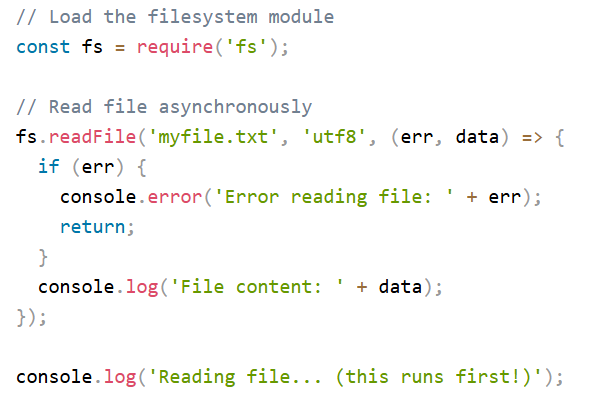 // Load the filesystem module
const fs = require('fs');

// Read file asynchronously
fs.readFile('myfile.txt', 'utf8', (err, data) => {
  if (err) {
    console.error('Error reading file: ' + err);
    return;
  }
  console.log('File content: ' + data);
});

console.log('Reading file... (this runs first!)');